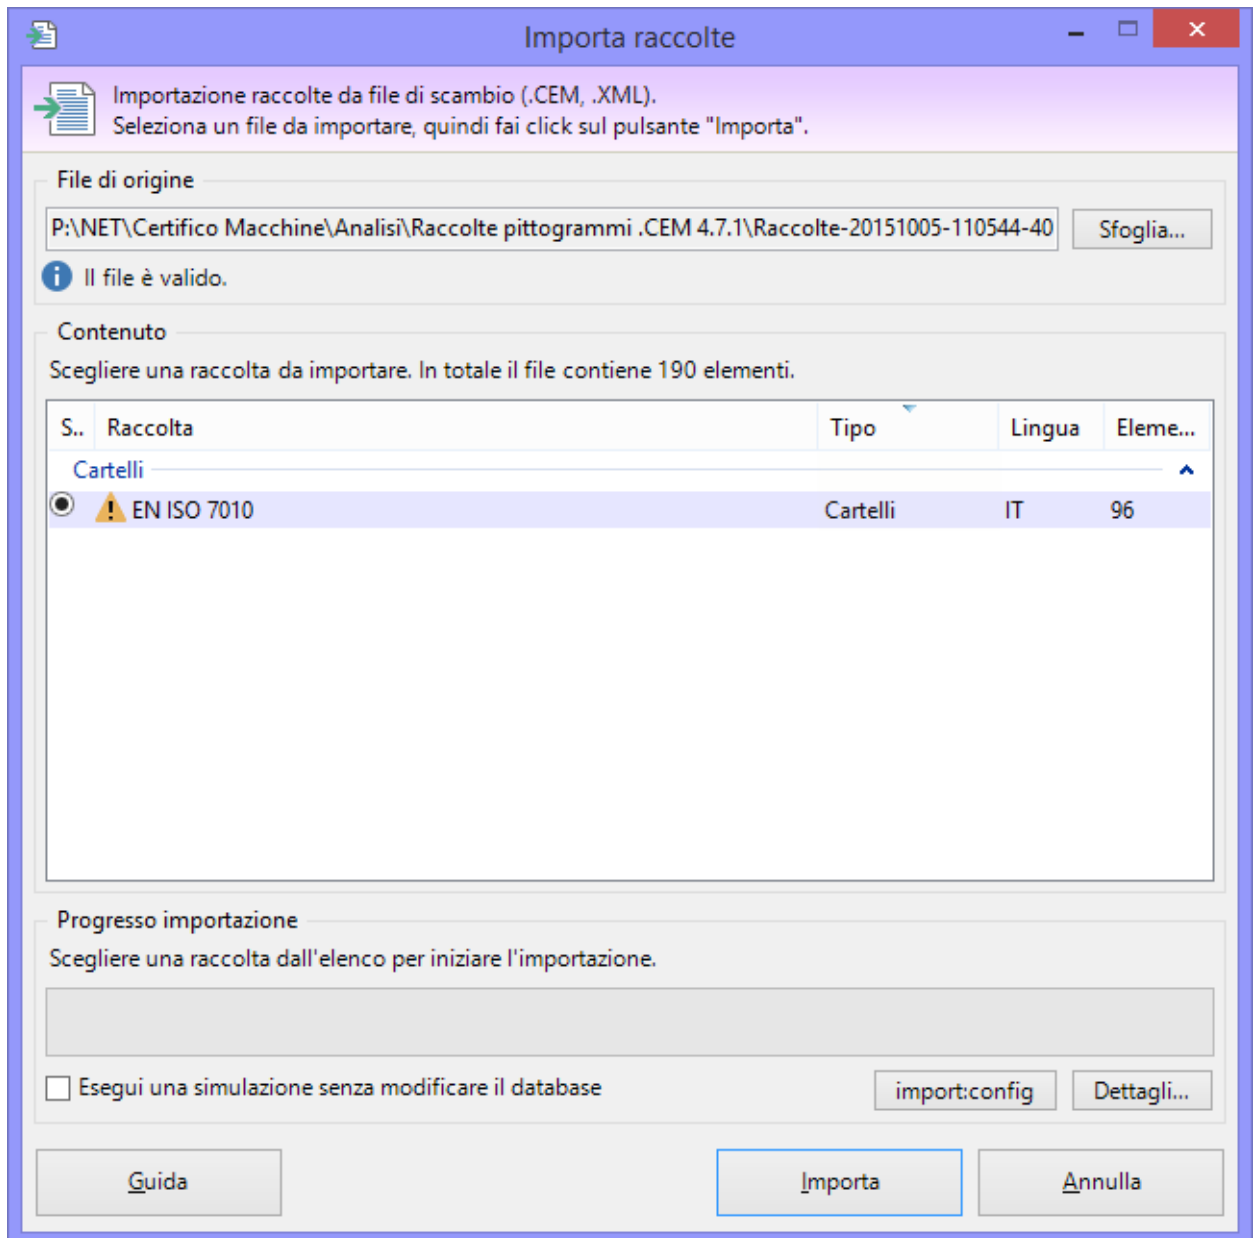 Importa raccolte
Importazione raccolte da file di scambio (.CEM, .XML).
Seleziona un file da importare, quindi fai click sul pulsante "Importa".
File di origine
P:\NET\Certifico Macchine\Analisi\Raccolte pittogrammi .CEM 4.7.1\Raccolte-20151005-110544-40
Sfoglia...
Il file è valido.
Contenuto
Scegliere una raccolta da importare. In totale il file contiene 190 elementi.
S.. Raccolta Tipo Lingua Eleme...
Cartelli
EN ISO 7010 Cartelli IT 96
Progresso importazione
Scegliere una raccolta dall'elenco per iniziare l'importazione.
Esegui una simulazione senza modificare il database
import:config
Dettagli...
Guida
Importa
Annulla